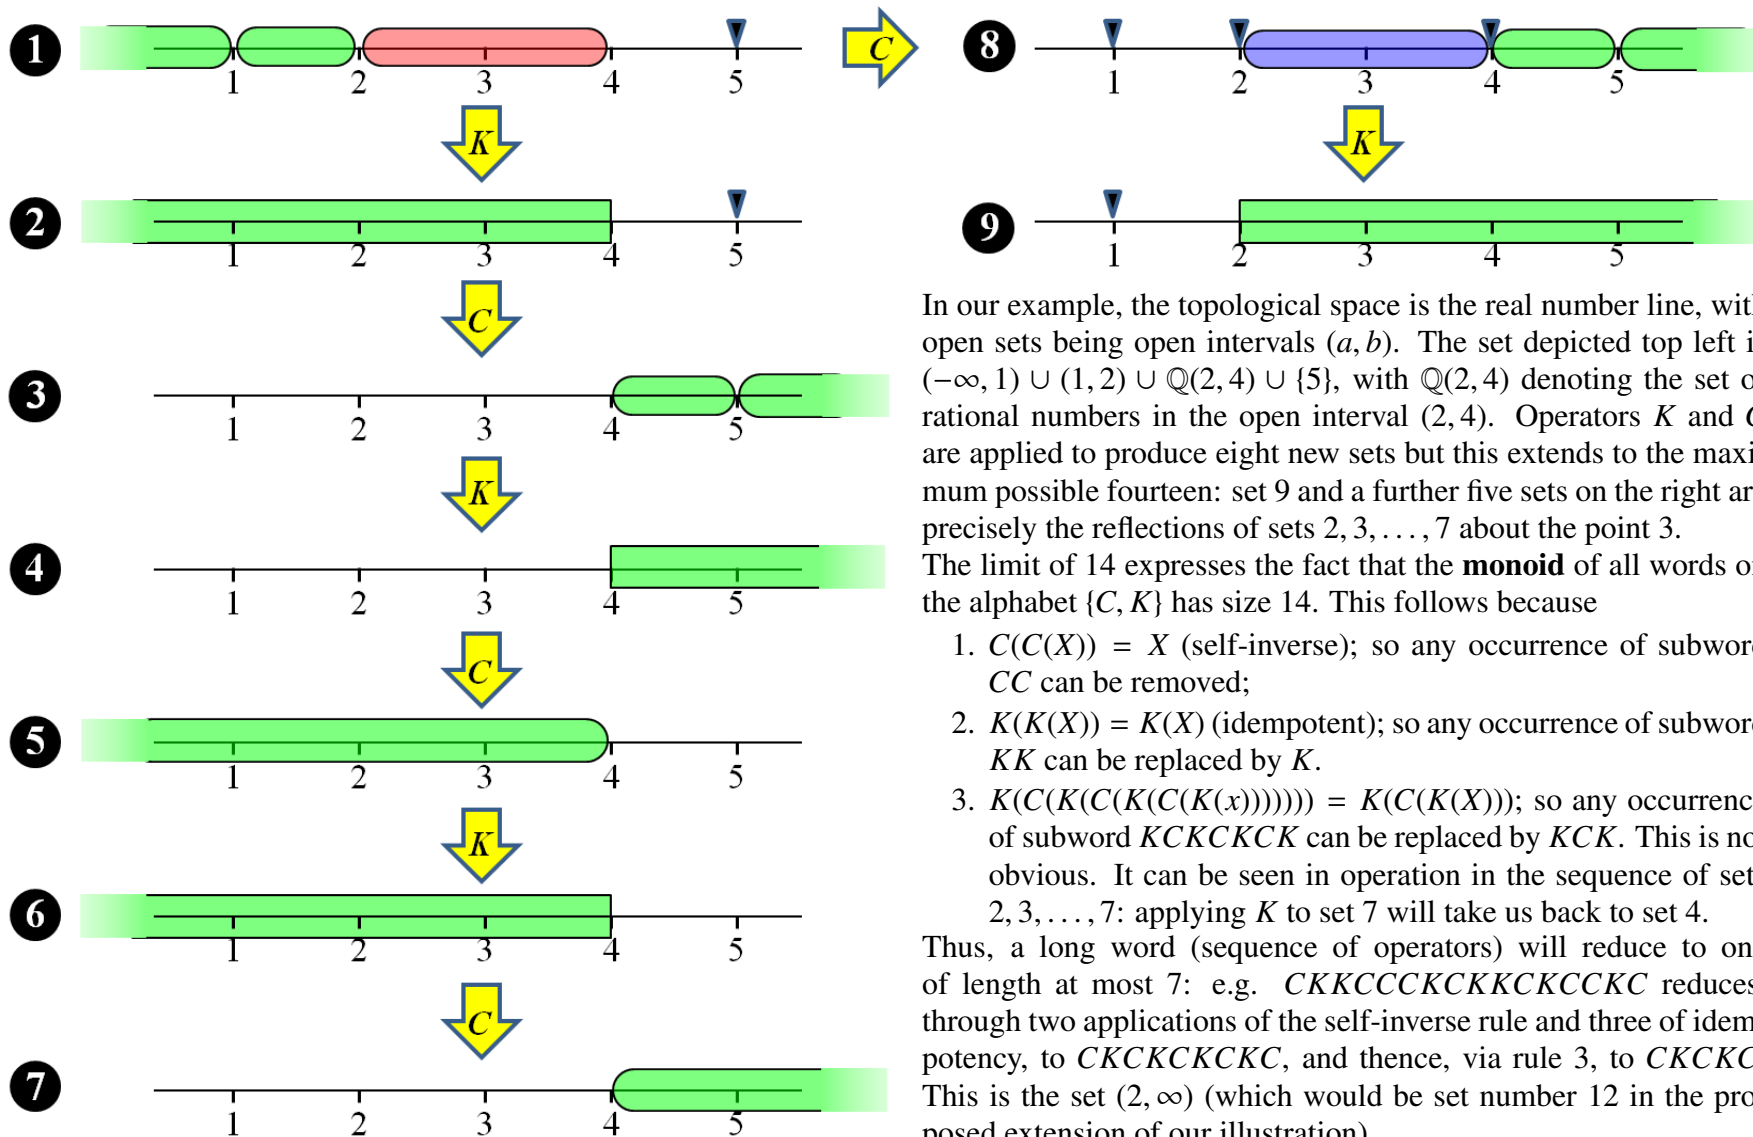 1
1 2 3 4 5
C
8
1 2 3 4 5
K
K
2
1 2 3 4 5
9
1 2 3 4 5
C
3
1 2 3 4 5
K
4
1 2 3 4 5
C
5
1 2 3 4 5
K
6
1 2 3 4 5
C
7
1 2 3 4 5
In our example, the topological space is the real number line, with
open sets being open intervals (a, b). The set depicted top left i
(−∞, 1) ∪ (1, 2) ∪ ℚ(2, 4) ∪ {5}, with ℚ(2, 4) denoting the set o
rational numbers in the open interval (2, 4). Operators K and C
are applied to produce eight new sets but this extends to the maxi
mum possible fourteen: set 9 and a further five sets on the right ar
precisely the reflections of sets 2, 3, . . . , 7 about the point 3.
The limit of 14 expresses the fact that the monoid of all words o
the alphabet {C, K} has size 14. This follows because
1. C(C(X)) = X (self-inverse); so any occurrence of subword
CC can be removed;
2. K(K(X)) = K(X) (idempotent); so any occurrence of subword
KK can be replaced by K.
3. K(C(K(C(K(C(K(x))))))) = K(C(K(X))); so any occurrenc
of subword KCKCKCK can be replaced by KCK. This is no
obvious. It can be seen in operation in the sequence of set
2, 3, . . . , 7: applying K to set 7 will take us back to set 4.
Thus, a long word (sequence of operators) will reduce to on
of length at most 7: e.g. CKKCCCKCKKCKCCKC reduces
through two applications of the self-inverse rule and three of idem
potency, to CKCKCKCKC, and thence, via rule 3, to CKCKC
This is the set (2, ∞) (which would be set number 12 in the pro
posed extension of our illustration)